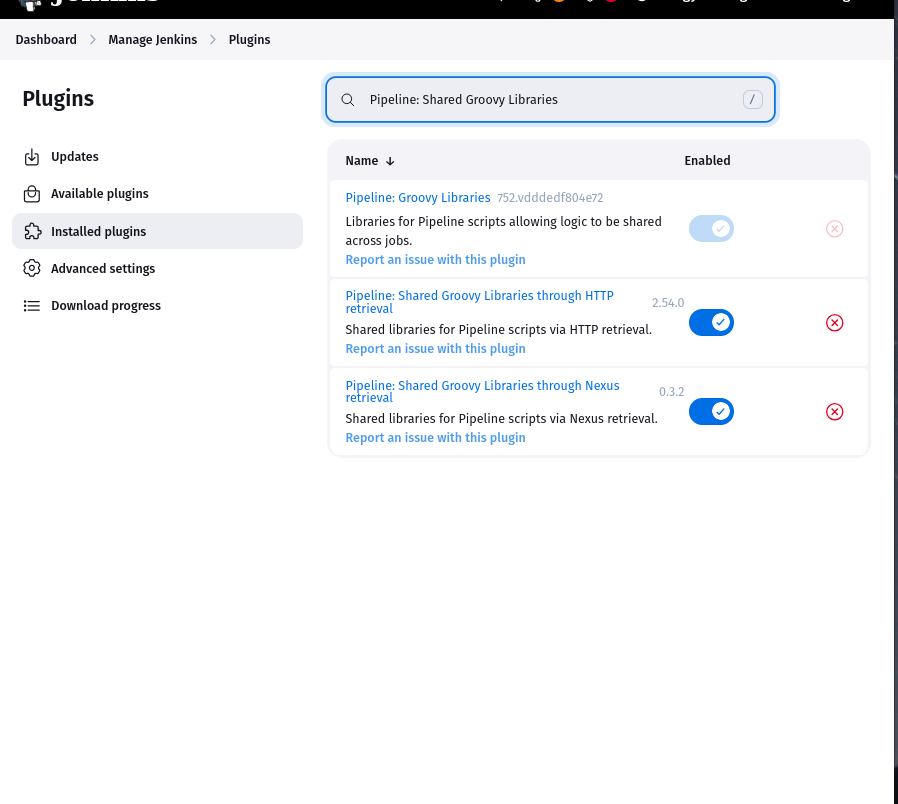 Dashboard > Manage Jenkins > Plugins
Plugins
Pipeline: Shared Groovy Libraries /
Updates
Available plugins
Installed plugins
Advanced settings
Download progress
Name ↓ Enabled
Pipeline: Groovy Libraries 752.vdddedf804e72
Libraries for Pipeline scripts allowing logic to be shared
across jobs.
Report an issue with this plugin
Pipeline: Shared Groovy Libraries through HTTP
retrieval
2.54.0
Shared libraries for Pipeline scripts via HTTP retrieval.
Report an issue with this plugin
Pipeline: Shared Groovy Libraries through Nexus
retrieval
0.3.2
Shared libraries for Pipeline scripts via Nexus retrieval.
Report an issue with this plugin